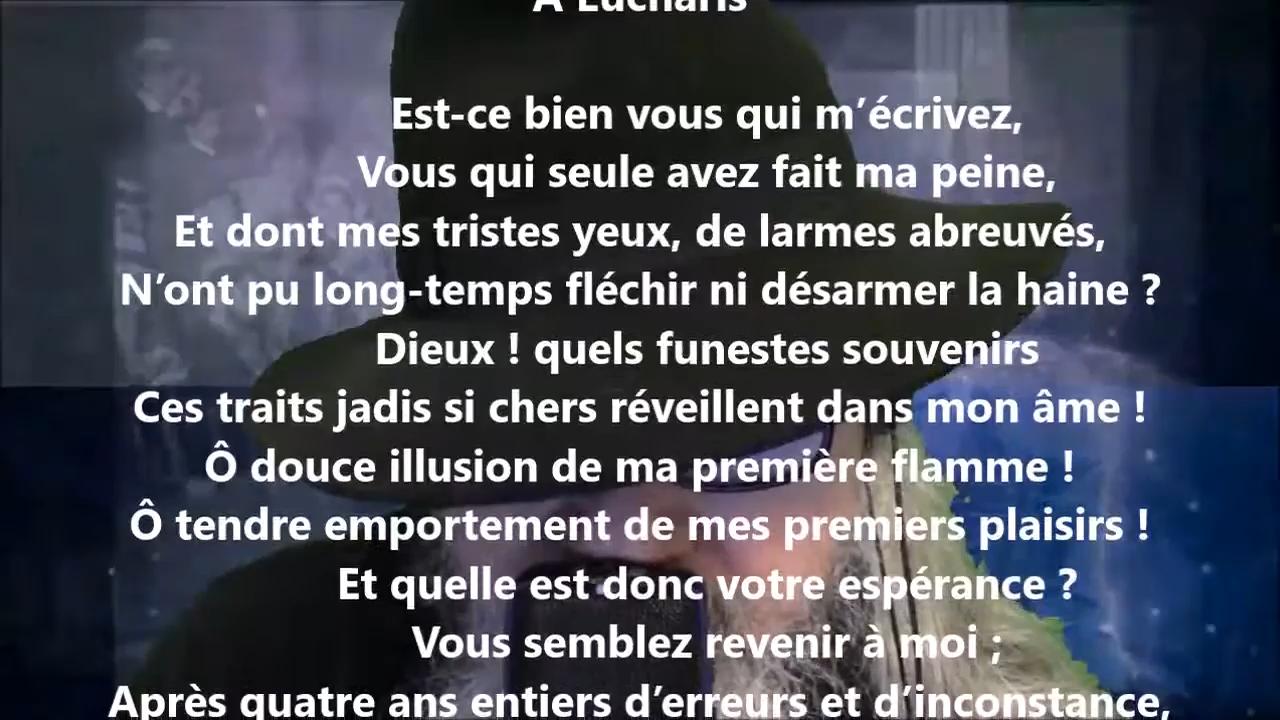 À Eucharis
Est-ce bien vous qui m’écrivez,
Vous qui seule avez fait ma peine,
Et dont mes tristes yeux, de larmes abreuvés,
N’ont pu long-temps fléchir ni désarmer la haine ?
Dieux ! quels funestes souvenirs
Ces traits jadis si chers réveillent dans mon âme !
Ô douce illusion de ma première flamme !
Ô tendre emportement de mes premiers plaisirs !
Et quelle est donc votre espérance ?
Vous semblez revenir à moi ;
Après quatre ans entiers d’erreurs et d’inconstance,